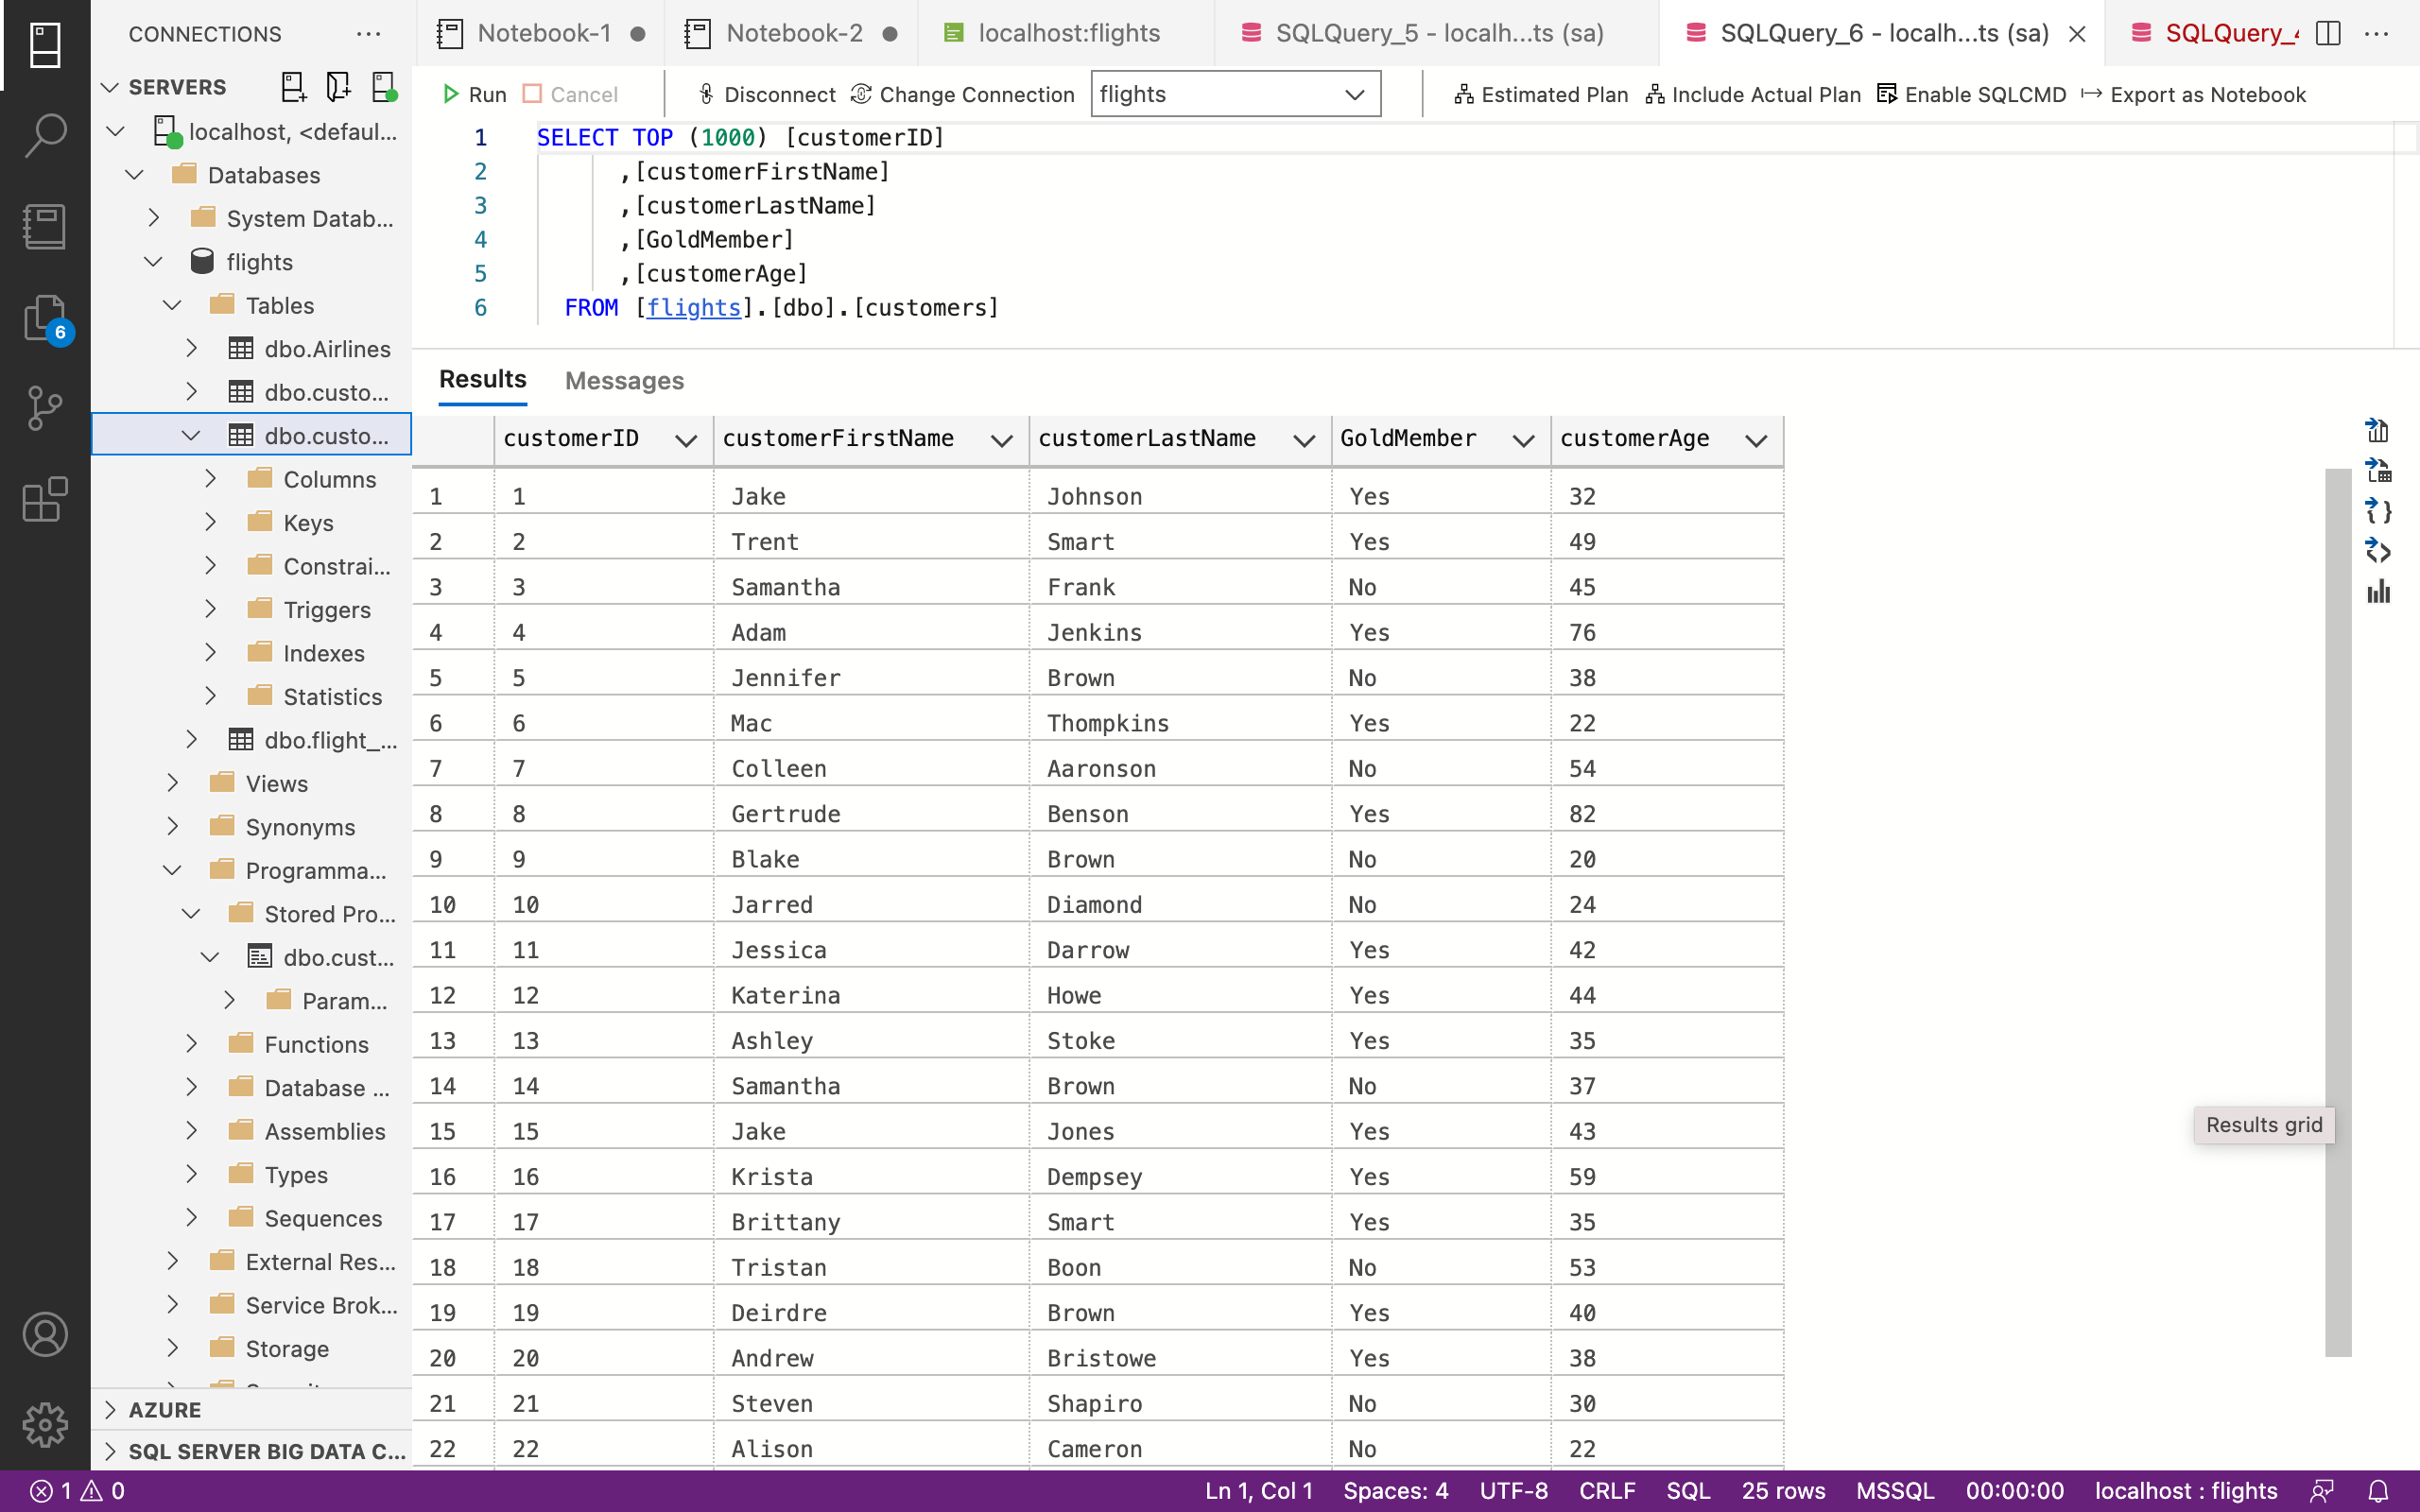 CONNECTIONS ···
Notebook-1 ●
Notebook-2 ●
localhost:flights
SQLQuery_5 - localh...ts (sa)
SQLQuery_6 - localh...ts (sa)
SQLQuery_
···
SERVERS
Run Cancel Disconnect Change Connection flights Estimated Plan Include Actual Plan Enable SQLCMD Export as Notebook
localhost, <defaul...
Databases
System Datab...
flights
Tables
dbo.Airlines
dbo.custo...
dbo.custo...
Columns
Keys
Constrai...
Triggers
Indexes
Statistics
dbo.flight_...
Views
Synonyms
Programma...
Stored Pro...
dbo.cust...
Param...
Functions
Database ...
Assemblies
Types
Sequences
External Res...
Service Brok...
Storage
AZURE
SQL SERVER BIG DATA C...
6
1 SELECT TOP (1000) [customerID]
2 ,[customerFirstName]
3 ,[customerLastName]
4 ,[GoldMember]
5 ,[customerAge]
6 FROM [flights].[dbo].[customers]
Results Messages
customerID customerFirstName customerLastName GoldMember customerAge
1 1 Jake Johnson Yes 32
2 2 Trent Smart Yes 49
3 3 Samantha Frank No 45
4 4 Adam Jenkins Yes 76
5 5 Jennifer Brown No 38
6 6 Mac Thompkins Yes 22
7 7 Colleen Aaronson No 54
8 8 Gertrude Benson Yes 82
9 9 Blake Brown No 20
10 10 Jarred Diamond No 24
11 11 Jessica Darrow Yes 42
12 12 Katerina Howe Yes 44
13 13 Ashley Stoke Yes 35
14 14 Samantha Brown No 37
15 15 Jake Jones Yes 43
16 16 Krista Dempsey Yes 59
17 17 Brittany Smart Yes 35
18 18 Tristan Boon No 53
19 19 Deirdre Brown Yes 40
20 20 Andrew Bristowe Yes 38
21 21 Steven Shapiro No 30
22 22 Alison Cameron No 22
Results grid
1 0 Ln 1, Col 1 Spaces: 4 UTF-8 CRLF SQL 25 rows MSSQL 00:00:00 localhost : flights